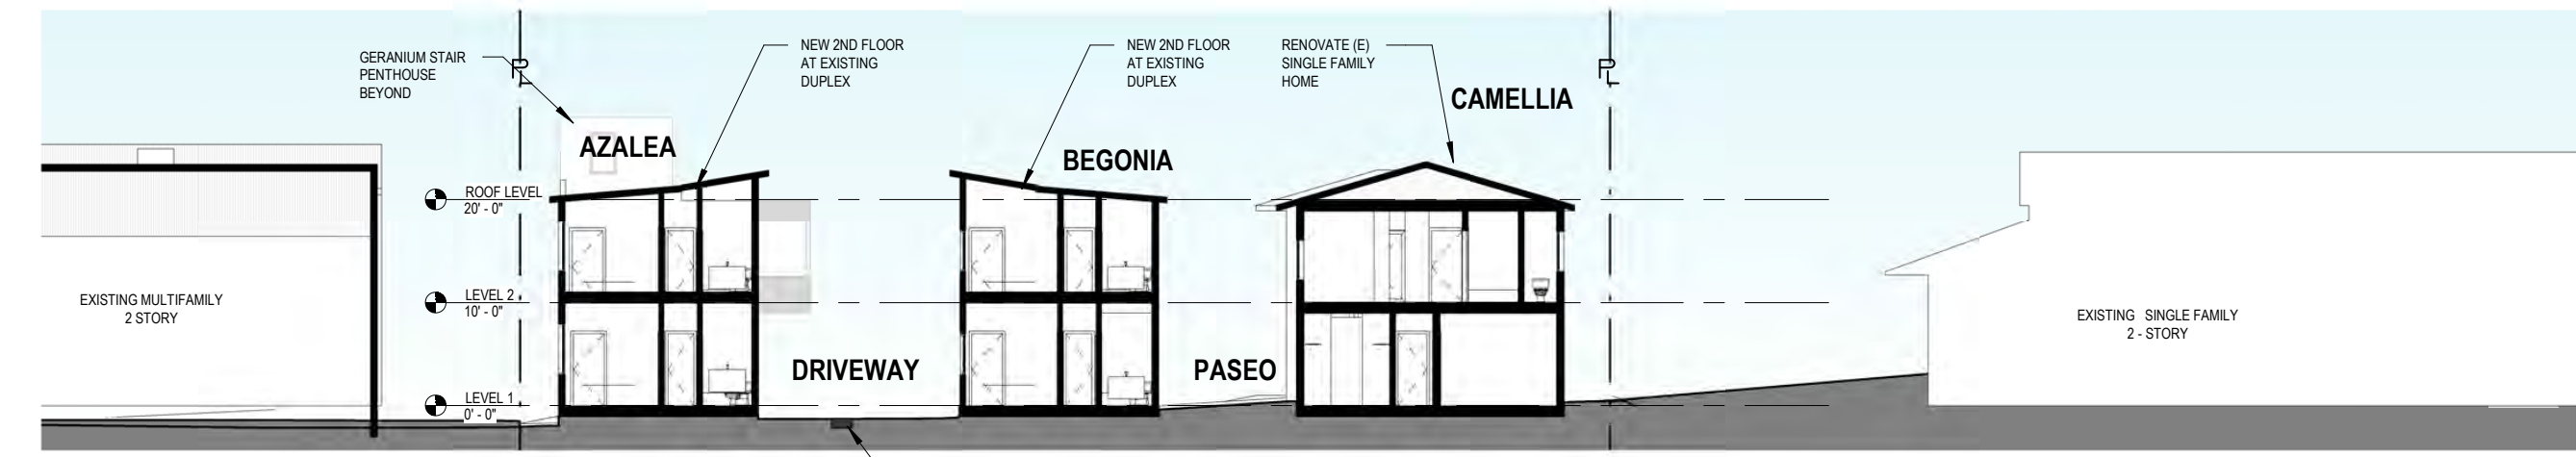 GERANIUM STAIR
PENTHOUSE
BEYOND
PL
NEW 2ND FLOOR
AT EXISTING
DUPLEX
NEW 2ND FLOOR
AT EXISTING
DUPLEX
RENOVATE (E)
SINGLE FAMILY
HOME
PL
CAMELLIA
AZALEA
BEGONIA
ROOF LEVEL
20' - 0"
EXISTING MULTIFAMILY
2 STORY
LEVEL 2
10' - 0"
EXISTING SINGLE FAMILY
2 - STORY
DRIVEWAY
PASEO
LEVEL 1
0' - 0"